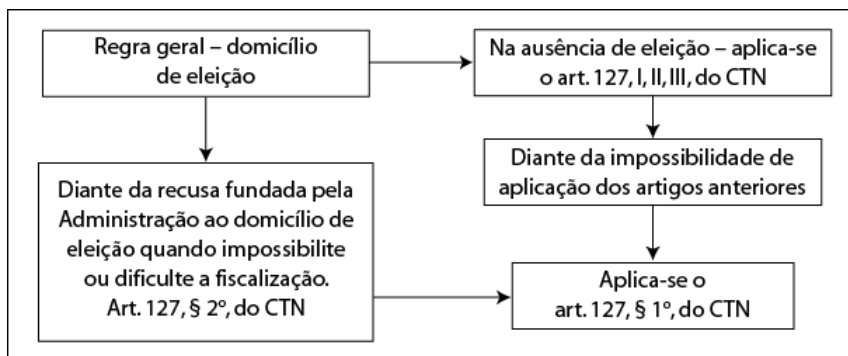 Regra geral – domicílio
de eleição
Na ausência de eleição – aplica-se
o art. 127, I, II, III, do CTN
Diante da recusa fundada pela
Administração ao domicílio de
eleição quando impossibilite
ou dificulte a fiscalização.
Art. 127, § 2º, do CTN
Diante da impossibilidade de
aplicação dos artigos anteriores
Aplica-se o
art. 127, § 1º, do CTN